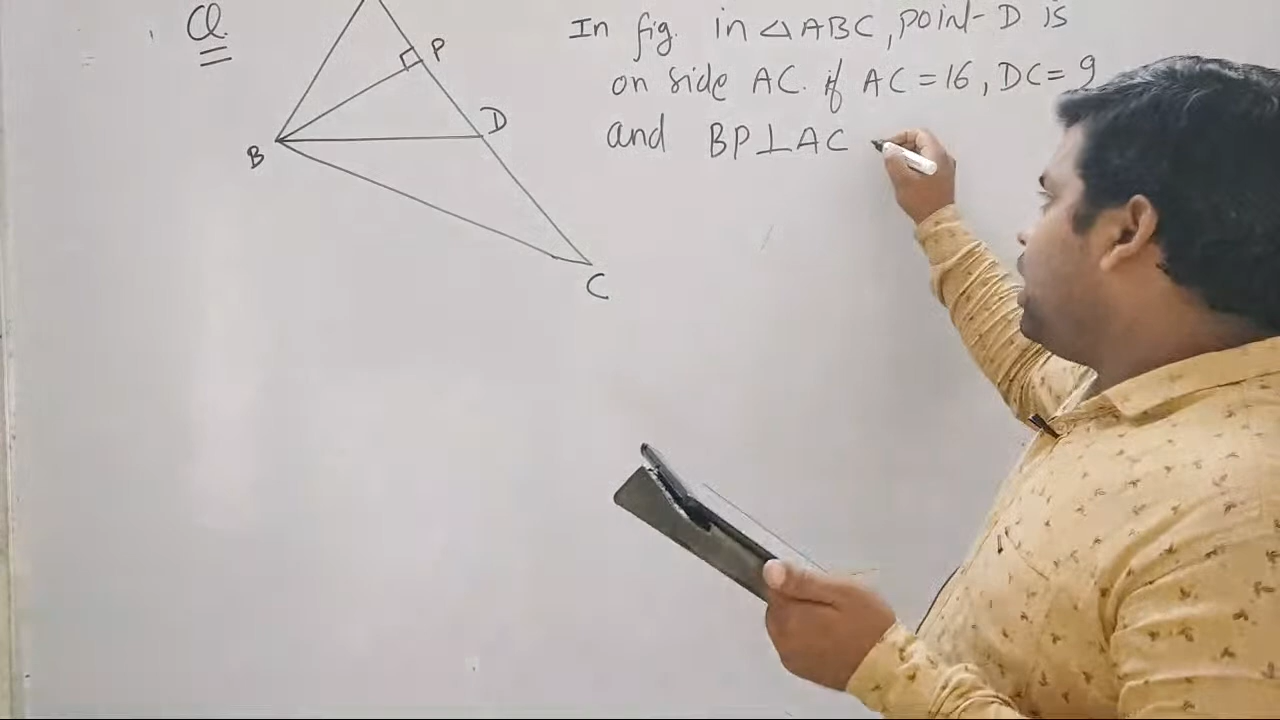 Q.
In fig. in △ABC, point-D is
on side AC. if AC = 16, DC = 9
and BP⊥AC
P
D
B
C